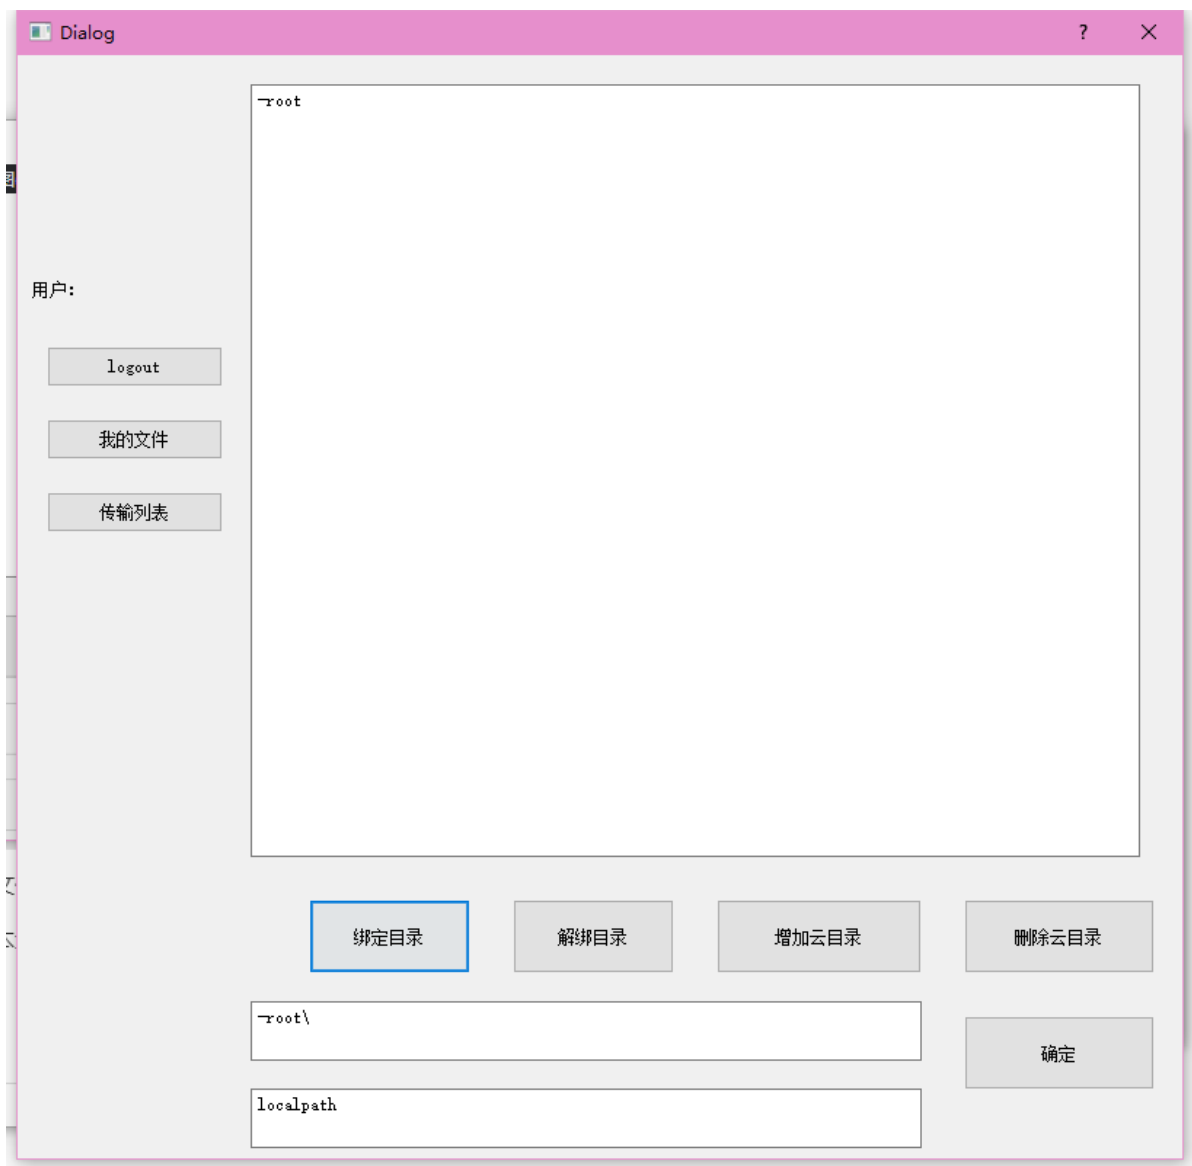 Dialog
-root
用户:
logout
我的文件
传输列表
绑定目录
解绑目录
增加云目录
删除云目录
-root\
确定
localpath